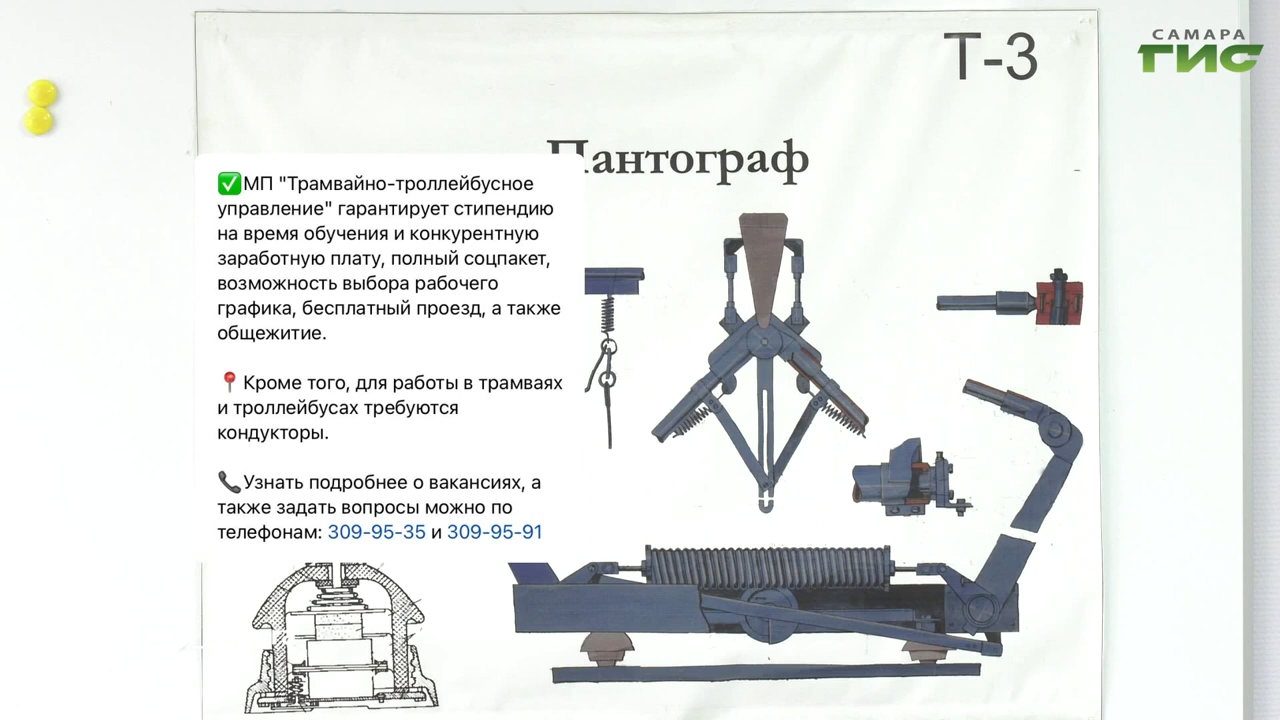 Т-3
САМАРА
ГИС
Пантограф
✅МП "Трамвайно-троллейбусное
управление" гарантирует стипендию
на время обучения и конкурентную
заработную плату, полный соцпакет,
возможность выбора рабочего
графика, бесплатный проезд, а также
общежитие.
📍Кроме того, для работы в трамваях
и троллейбусах требуются
кондукторы.
📞Узнать подробнее о вакансиях, а
также задать вопросы можно по
телефонам: 309-95-35 и 309-95-91